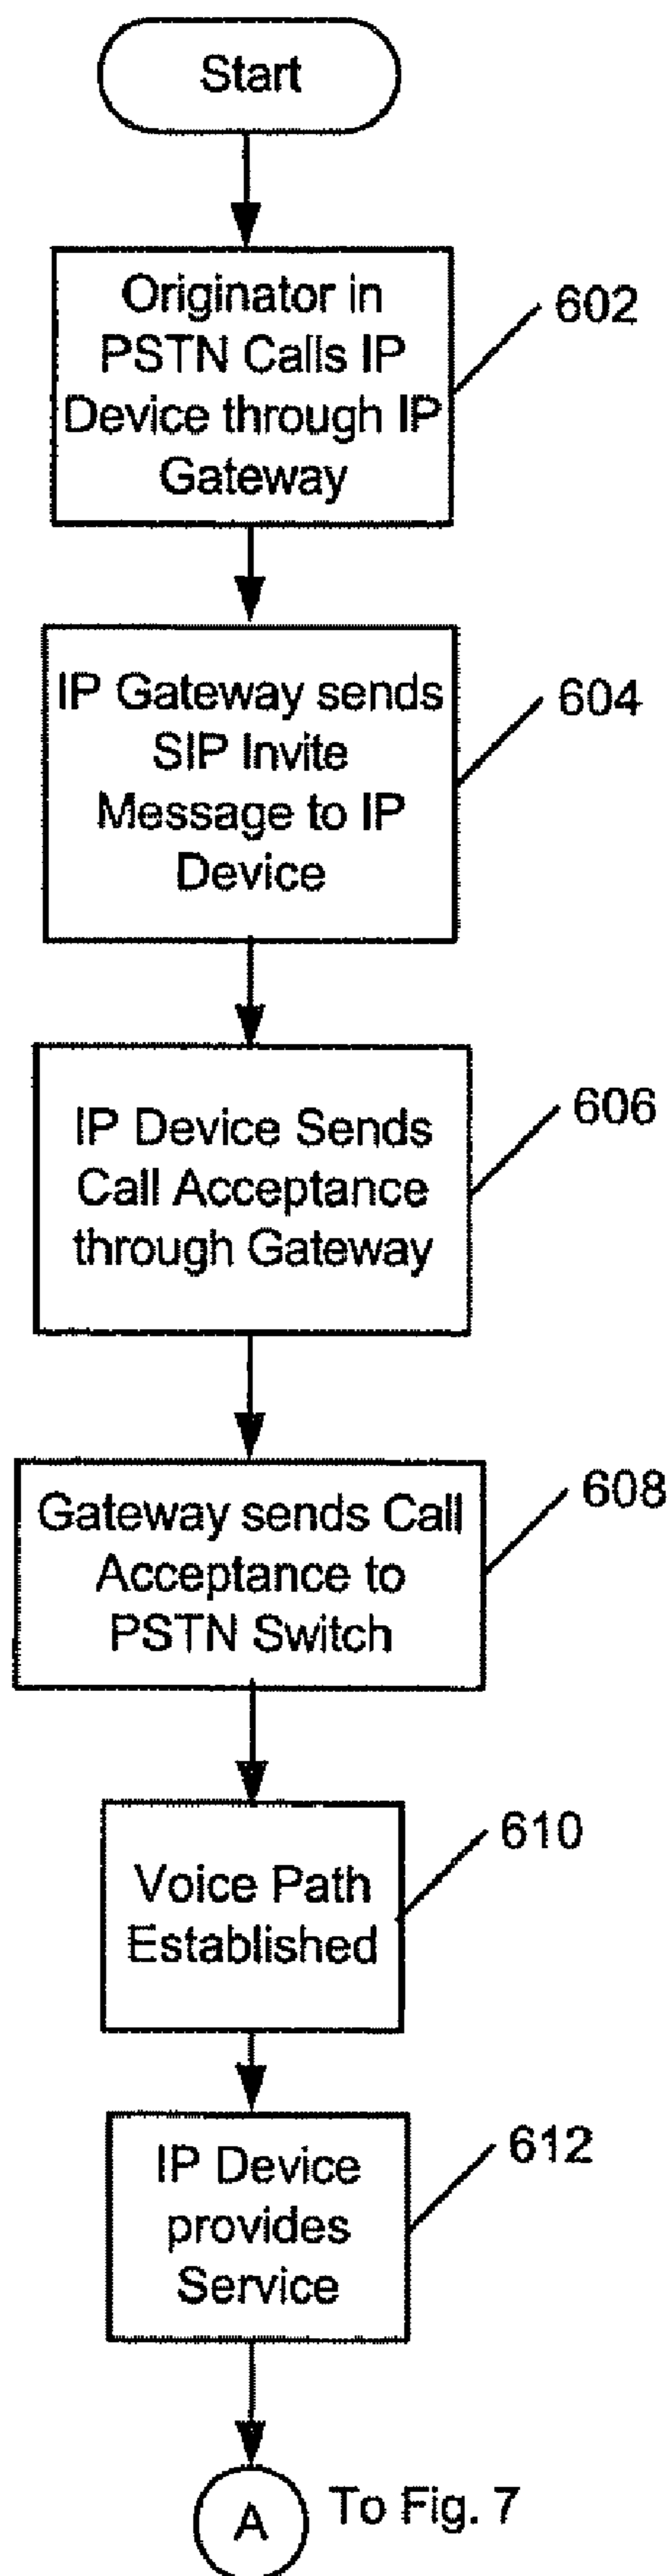 Start
Originator in
PSTN Calls IP
Device through IP
Gateway
602
IP Gateway sends
SIP Invite
Message to IP
Device
604
IP Device Sends
Call Acceptance
through Gateway
606
Gateway sends Call
Acceptance to
PSTN Switch
608
Voice Path
Established
610
IP Device
provides
Service
612
A
To Fig. 7